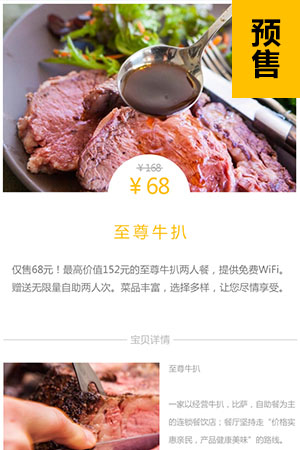 预
售
￥168
￥68
至尊牛扒
仅售68元！最高价值152元的至尊牛扒两人餐，提供免费WiFi。
赠送无限量自助两人次。菜品丰富，选择多样，让您尽情享受。
宝贝详情
至尊牛扒
一家以经营牛扒，比萨，自助餐为主
的连锁餐饮店；餐厅坚持走“价格实
惠亲民，产品健康美味”的路线。